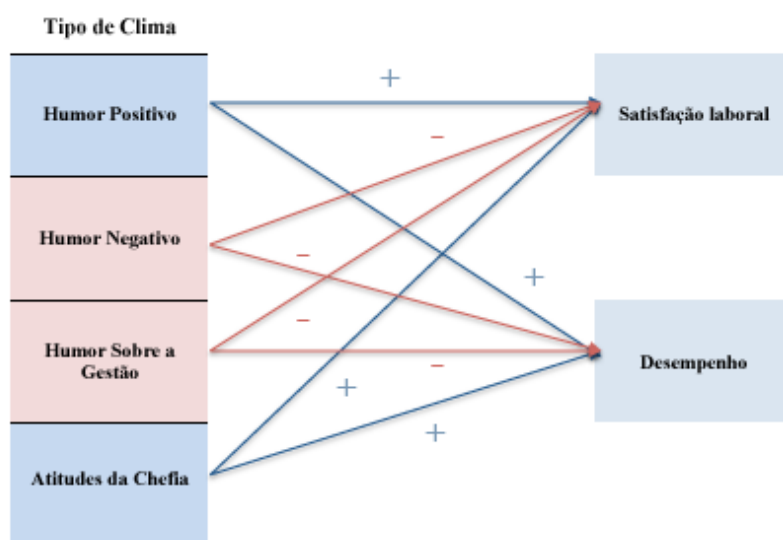 Tipo de Clima
Humor Positivo
Humor Negativo
Humor Sobre a
Gestão
Atitudes da Chefia
+
–
–
+
–
–
+
+
Satisfação laboral
Desempenho